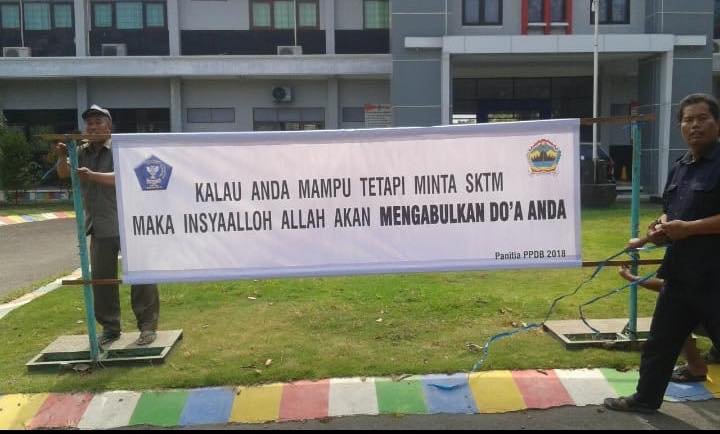 KALAU ANDA MAMPU TETAPI MINTA SKTM
MAKA INSYAALLOH ALLAH AKAN MENGABULKAN DO'A ANDA
Panitia PPDB 2018